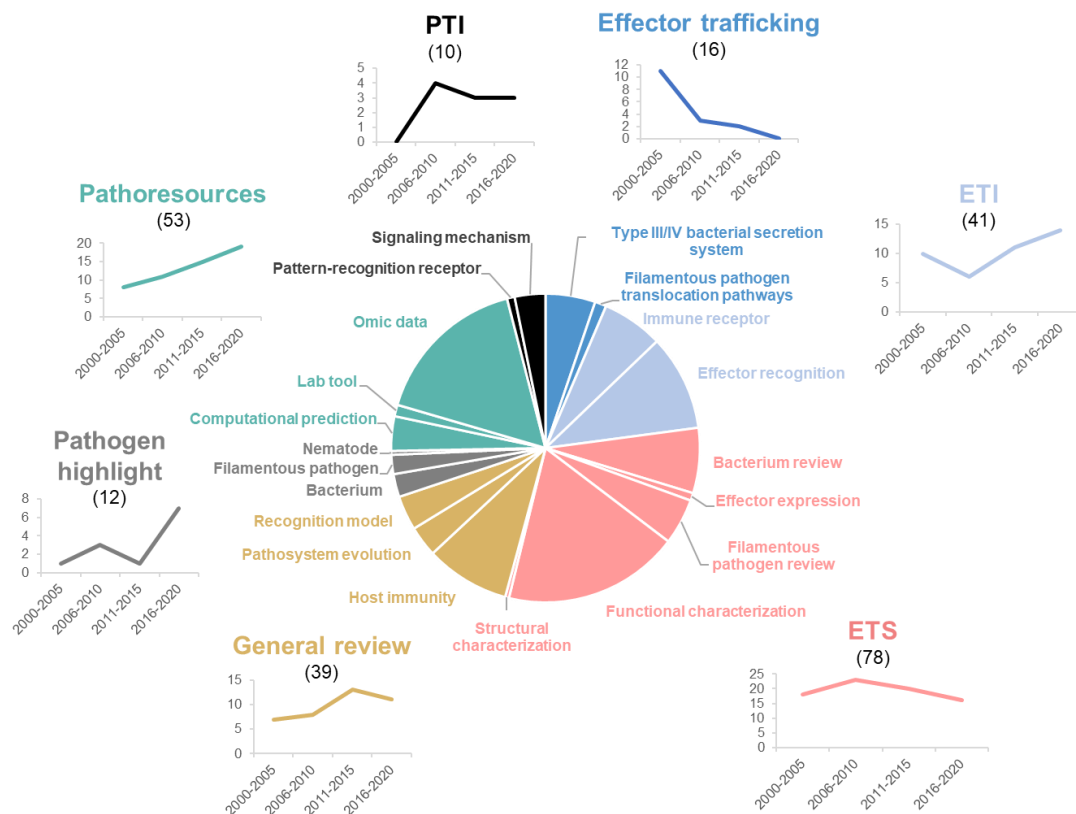 PTI
(10)
5
4
3
2
1
0
2000-2005
2006-2010
2011-2015
2016-2020
Effector trafficking
(16)
12
10
8
6
4
2
0
2000-2005
2006-2010
2011-2015
2016-2020
Pathoresources
(53)
20
15
10
5
0
2000-2005
2006-2010
2011-2015
2016-2020
ETI
(41)
15
10
5
0
2000-2005
2006-2010
2011-2015
2016-2020
Signaling mechanism
Pattern-recognition receptor
Omic data
Lab tool
Computational prediction
Nematode
Filamentous pathogen
Bacterium
Recognition model
Pathosystem evolution
Host immunity
Structural
characterization
Type III/IV bacterial secretion
system
Filamentous pathogen
translocation pathways
Immune receptor
Effector recognition
Bacterium review
Effector expression
Filamentous
pathogen review
Functional characterization
Pathogen
highlight
(12)
8
6
4
2
0
2000-2005
2006-2010
2011-2015
2016-2020
General review
(39)
15
10
5
0
2000-2005
2006-2010
2011-2015
2016-2020
ETS
(78)
25
20
15
10
5
0
2000-2005
2006-2010
2011-2015
2016-2020